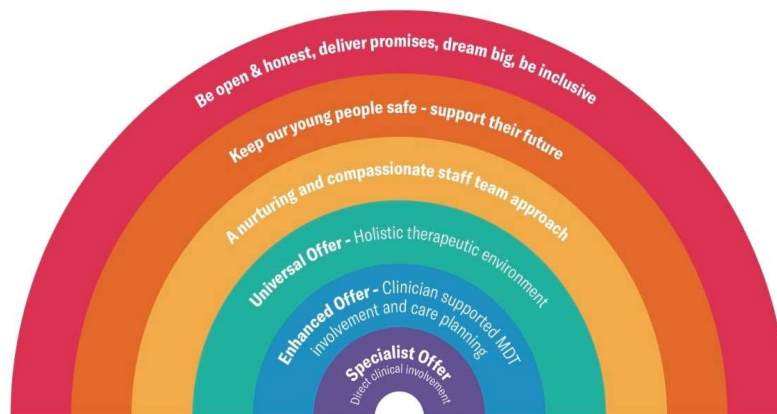 Be open & honest, deliver promises, dream big, be inclusive
Keep our young people safe - support their future
A nurturing and compassionate staff team approach
Universal Offer - Holistic therapeutic environment
Enhanced Offer - Clinician supported MDT
involvement and care planning
Specialist Offer
Direct clinical involvement